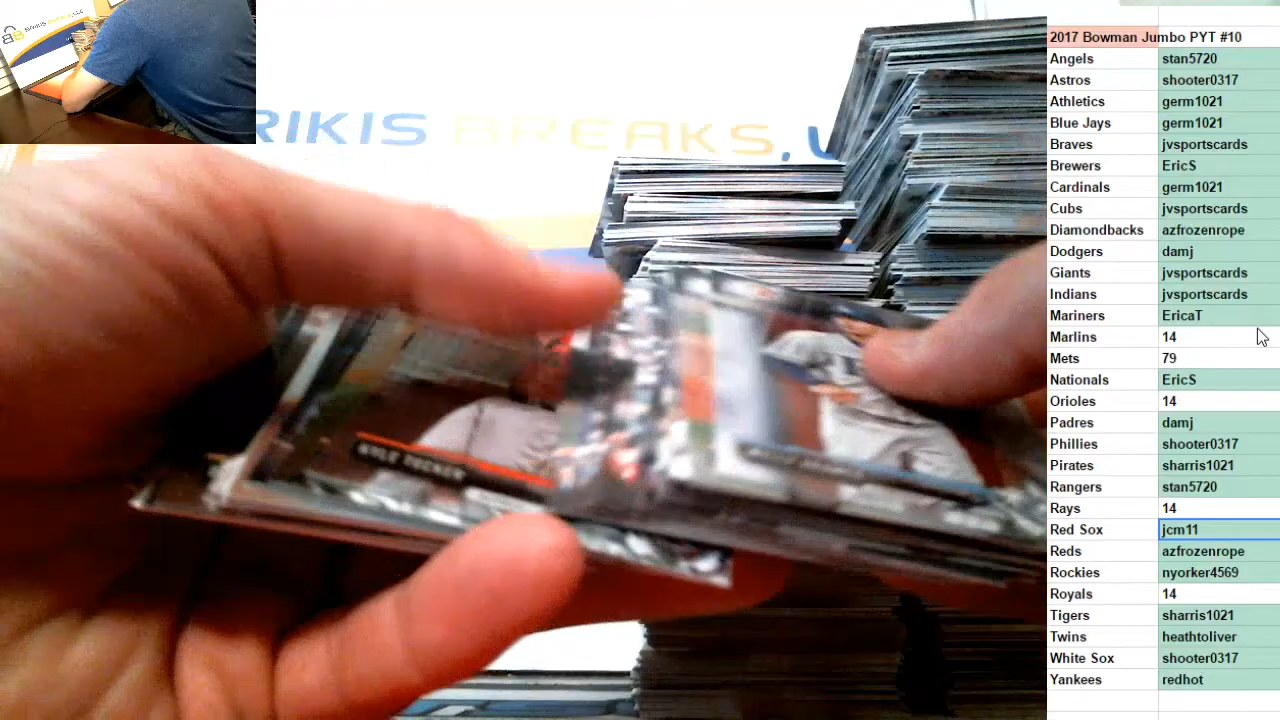 RIKIS BREAKS, L
KYLE TUCKER
2017 Bowman Jumbo PYT #10
Angels stan5720
Astros shooter0317
Athletics germ1021
Blue Jays germ1021
Braves jvsportscards
Brewers EricS
Cardinals germ1021
Cubs jvsportscards
Diamondbacks azfrozenrope
Dodgers damj
Giants jvsportscards
Indians jvsportscards
Mariners EricaT
Marlins 14
Mets 79
Nationals EricS
Orioles 14
Padres damj
Phillies shooter0317
Pirates sharris1021
Rangers stan5720
Rays 14
Red Sox jcm11
Reds azfrozenrope
Rockies nyorker4569
Royals 14
Tigers sharris1021
Twins heathtoliver
White Sox shooter0317
Yankees redhot